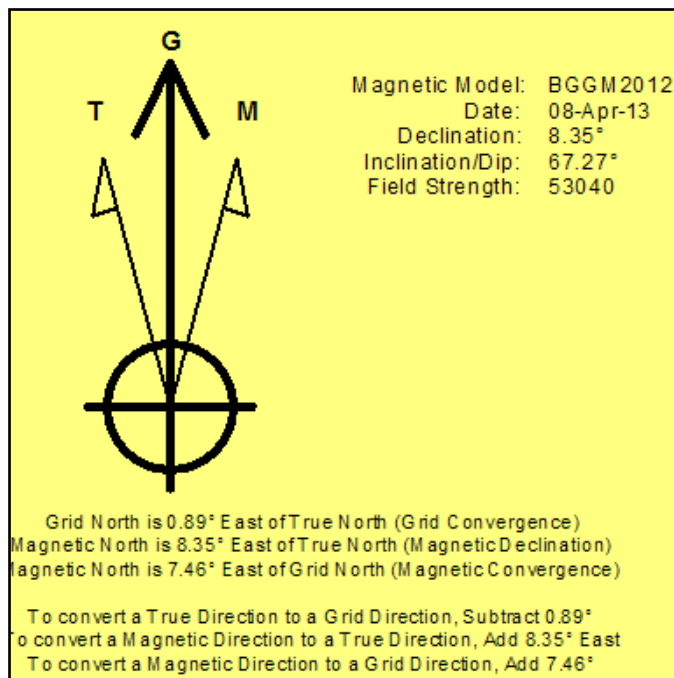 G
T
M
Magnetic Model: BGGM2012
Date: 08-Apr-13
Declination: 8.35°
Inclination/Dip: 67.27°
Field Strength: 53040
Grid North is 0.89° East of True North (Grid Convergence)
Magnetic North is 8.35° East of True North (Magnetic Declination)
Magnetic North is 7.46° East of Grid North (Magnetic Convergence)
To convert a True Direction to a Grid Direction, Subtract 0.89°
To convert a Magnetic Direction to a True Direction, Add 8.35° East
To convert a Magnetic Direction to a Grid Direction, Add 7.46°